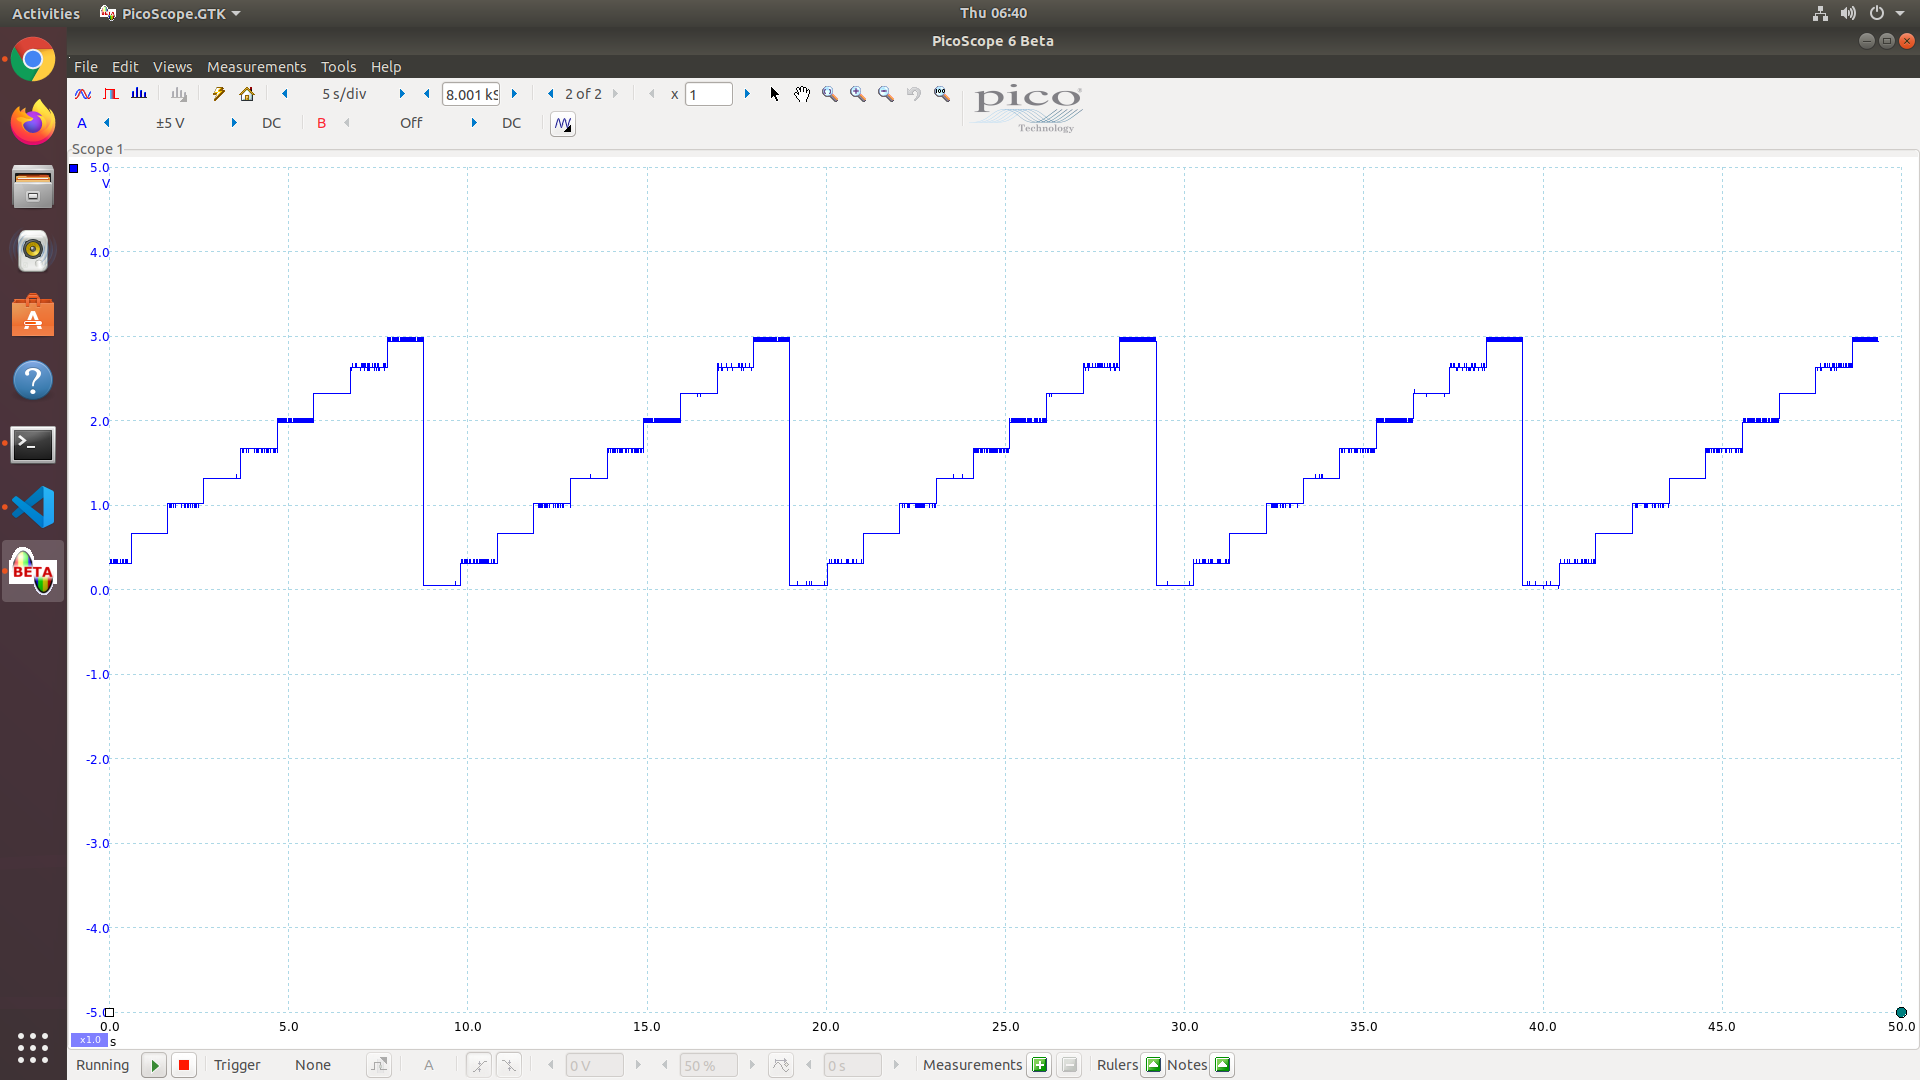 Activities PicoScope.GTK Thu 06:40
PicoScope 6 Beta
File Edit Views Measurements Tools Help
5 s/div 8.001 kS 2 of 2 x 1
pico
Technology
A ±5 V DC B Off DC
Scope 1
5.0
V
4.0
3.0
2.0
1.0
0.0
-1.0
-2.0
-3.0
-4.0
-5.0
0.0 5.0 10.0 15.0 20.0 25.0 30.0 35.0 40.0 45.0 50.0
x1.0 s
BETA
Running Trigger None A 0 V 50 % 0 s Measurements Rulers Notes